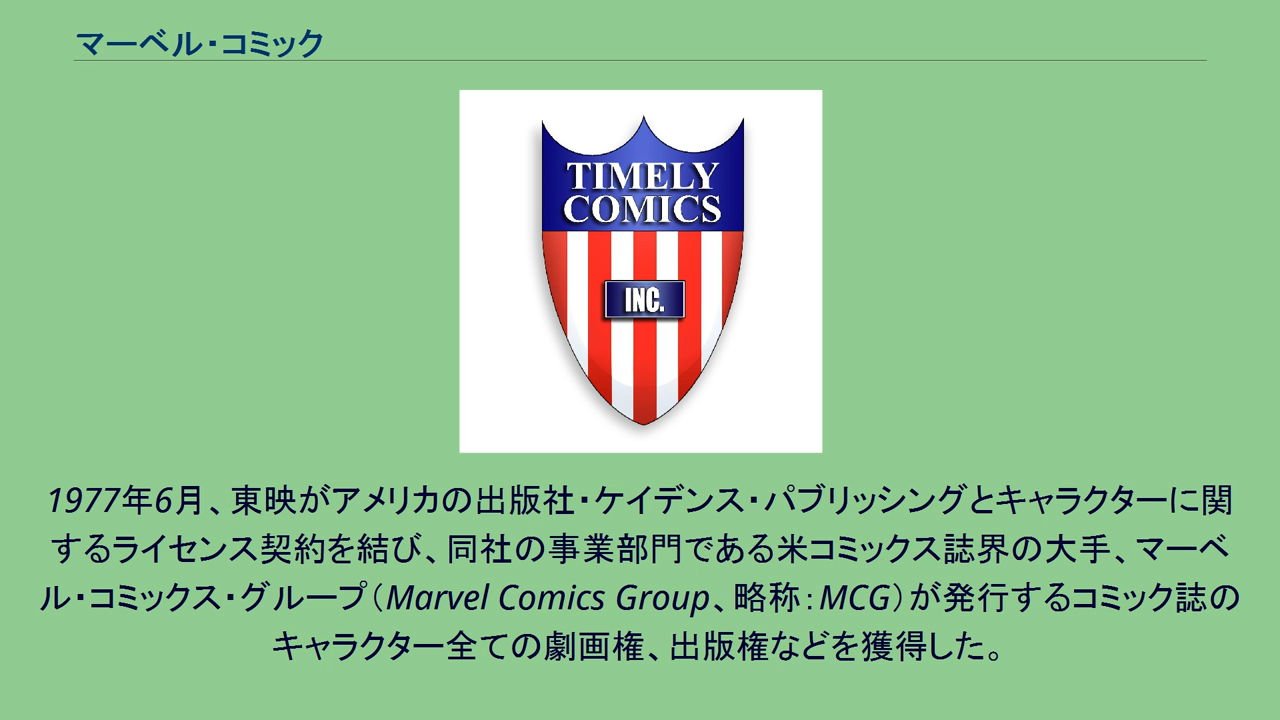 マーベル・コミック
TIMELY
COMICS
INC.
1977年6月、東映がアメリカの出版社・ケイデンス・パブリッシングとキャラクターに関
するライセンス契約を結び、同社の事業部門である米コミックス誌界の大手、マーベ
ル・コミックス・グループ（Marvel Comics Group、略称：MCG）が発行するコミック誌の
キャラクター全ての劇画権、出版権などを獲得した。